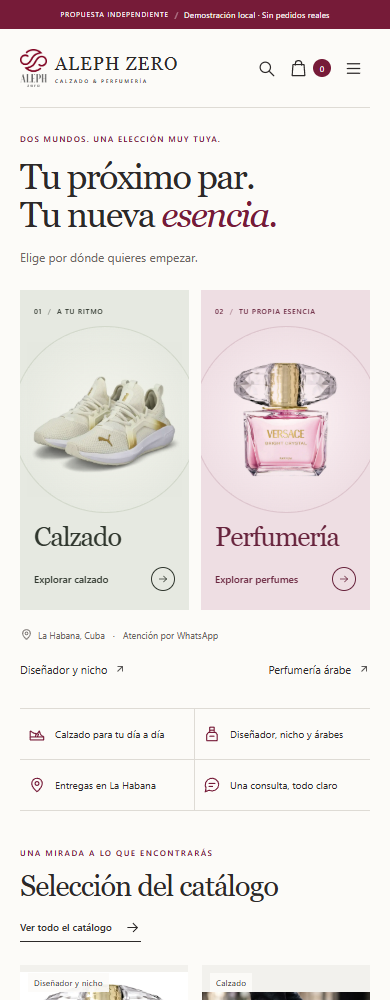 PROPUESTA INDEPENDIENTE / Demostración local · Sin pedidos reales
ALEPH ZERO
CALZADO & PERFUMERÍA
ALEPH
ZERO
0
DOS MUNDOS. UNA ELECCIÓN MUY TUYA.
Tu próximo par.
Tu nueva esencia.
Elige por dónde quieres empezar.
01 / A TU RITMO
Calzado
Explorar calzado
02 / TU PROPIA ESENCIA
VERSACE
BRIGHT CRYSTAL
Perfumería
Explorar perfumes
La Habana, Cuba · Atención por WhatsApp
Diseñador y nicho
Perfumería árabe
Calzado para tu día a día
Diseñador, nicho y árabes
Entregas en La Habana
Una consulta, todo claro
UNA MIRADA A LO QUE ENCONTRARÁS
Selección del catálogo
Ver todo el catálogo
Diseñador y nicho
Calzado